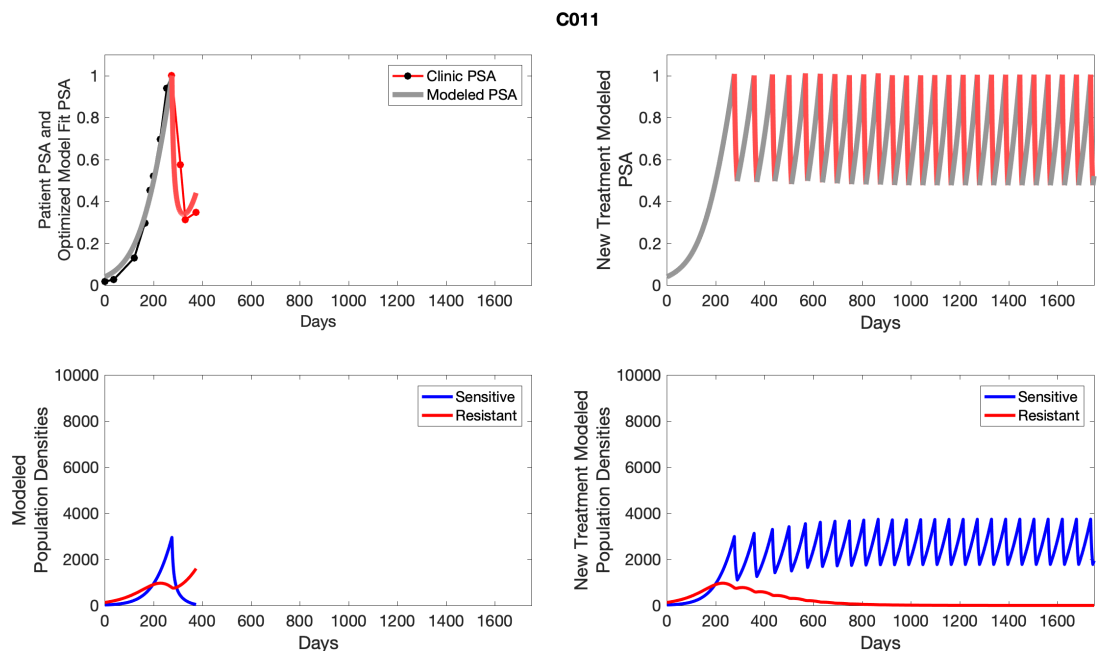 C011
Patient PSA and
Optimized Model Fit PSA
1
0.8
0.6
0.4
0.2
0
0 200 400 600 800 1000 1200 1400 1600
Days
Clinic PSA
Modeled PSA
New Treatment Modeled
PSA
1
0.8
0.6
0.4
0.2
0
0 200 400 600 800 1000 1200 1400 1600
Days
Modeled
Population Densities
10000
8000
6000
4000
2000
0
0 200 400 600 800 1000 1200 1400 1600
Days
Sensitive
Resistant
New Treatment Modeled
Population Densities
10000
8000
6000
4000
2000
0
0 200 400 600 800 1000 1200 1400 1600
Days
Sensitive
Resistant